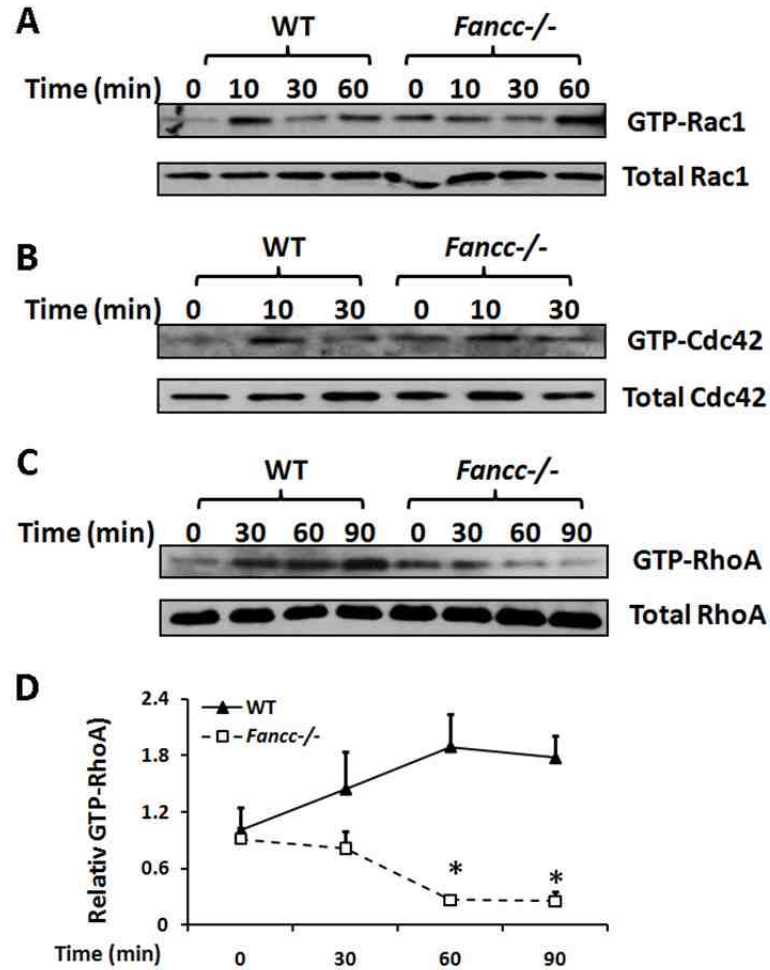 A
WT Fancc-/-
Time (min) 0 10 30 60 0 10 30 60
GTP-Rac1
Total Rac1
B
WT Fancc-/-
Time (min) 0 10 30 0 10 30
GTP-Cdc42
Total Cdc42
C
WT Fancc-/-
Time (min) 0 30 60 90 0 30 60 90
GTP-RhoA
Total RhoA
D
Relativ GTP-RhoA)
2.4
1.8
1.2
0.6
0
WT
Fancc-/-
* *
Time (min) 0 30 60 90